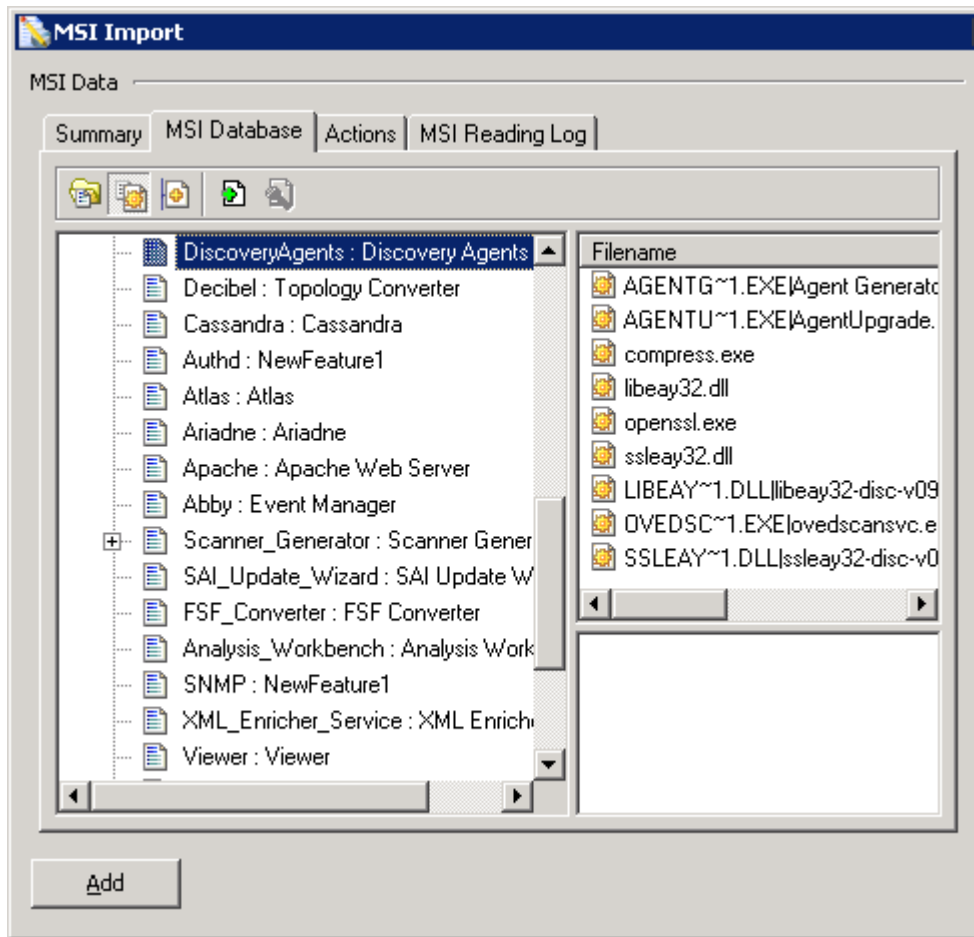 MSI Import
MSI Data
Summary
MSI Database
Actions
MSI Reading Log
DiscoveryAgents : Discovery Agents
Decibel : Topology Converter
Cassandra : Cassandra
Authd : NewFeature1
Atlas : Atlas
Ariadne : Ariadne
Apache : Apache Web Server
Abby : Event Manager
Scanner_Generator : Scanner Gener
SAI_Update_Wizard : SAI Update W
FSF_Converter : FSF Converter
Analysis_Workbench : Analysis Work
SNMP : NewFeature1
XML_Enricher_Service : XML Enriche
Viewer : Viewer
Filename
AGENTG~1.EXE|Agent Generato
AGENTU~1.EXE|AgentUpgrade.
compress.exe
libeay32.dll
openssl.exe
ssleay32.dll
LIBEAY~1.DLL|libeay32-disc-v09
OVEDSC~1.EXE|ovedscansvc.e
SSLEAY~1.DLL|ssleay32-disc-v0
Add